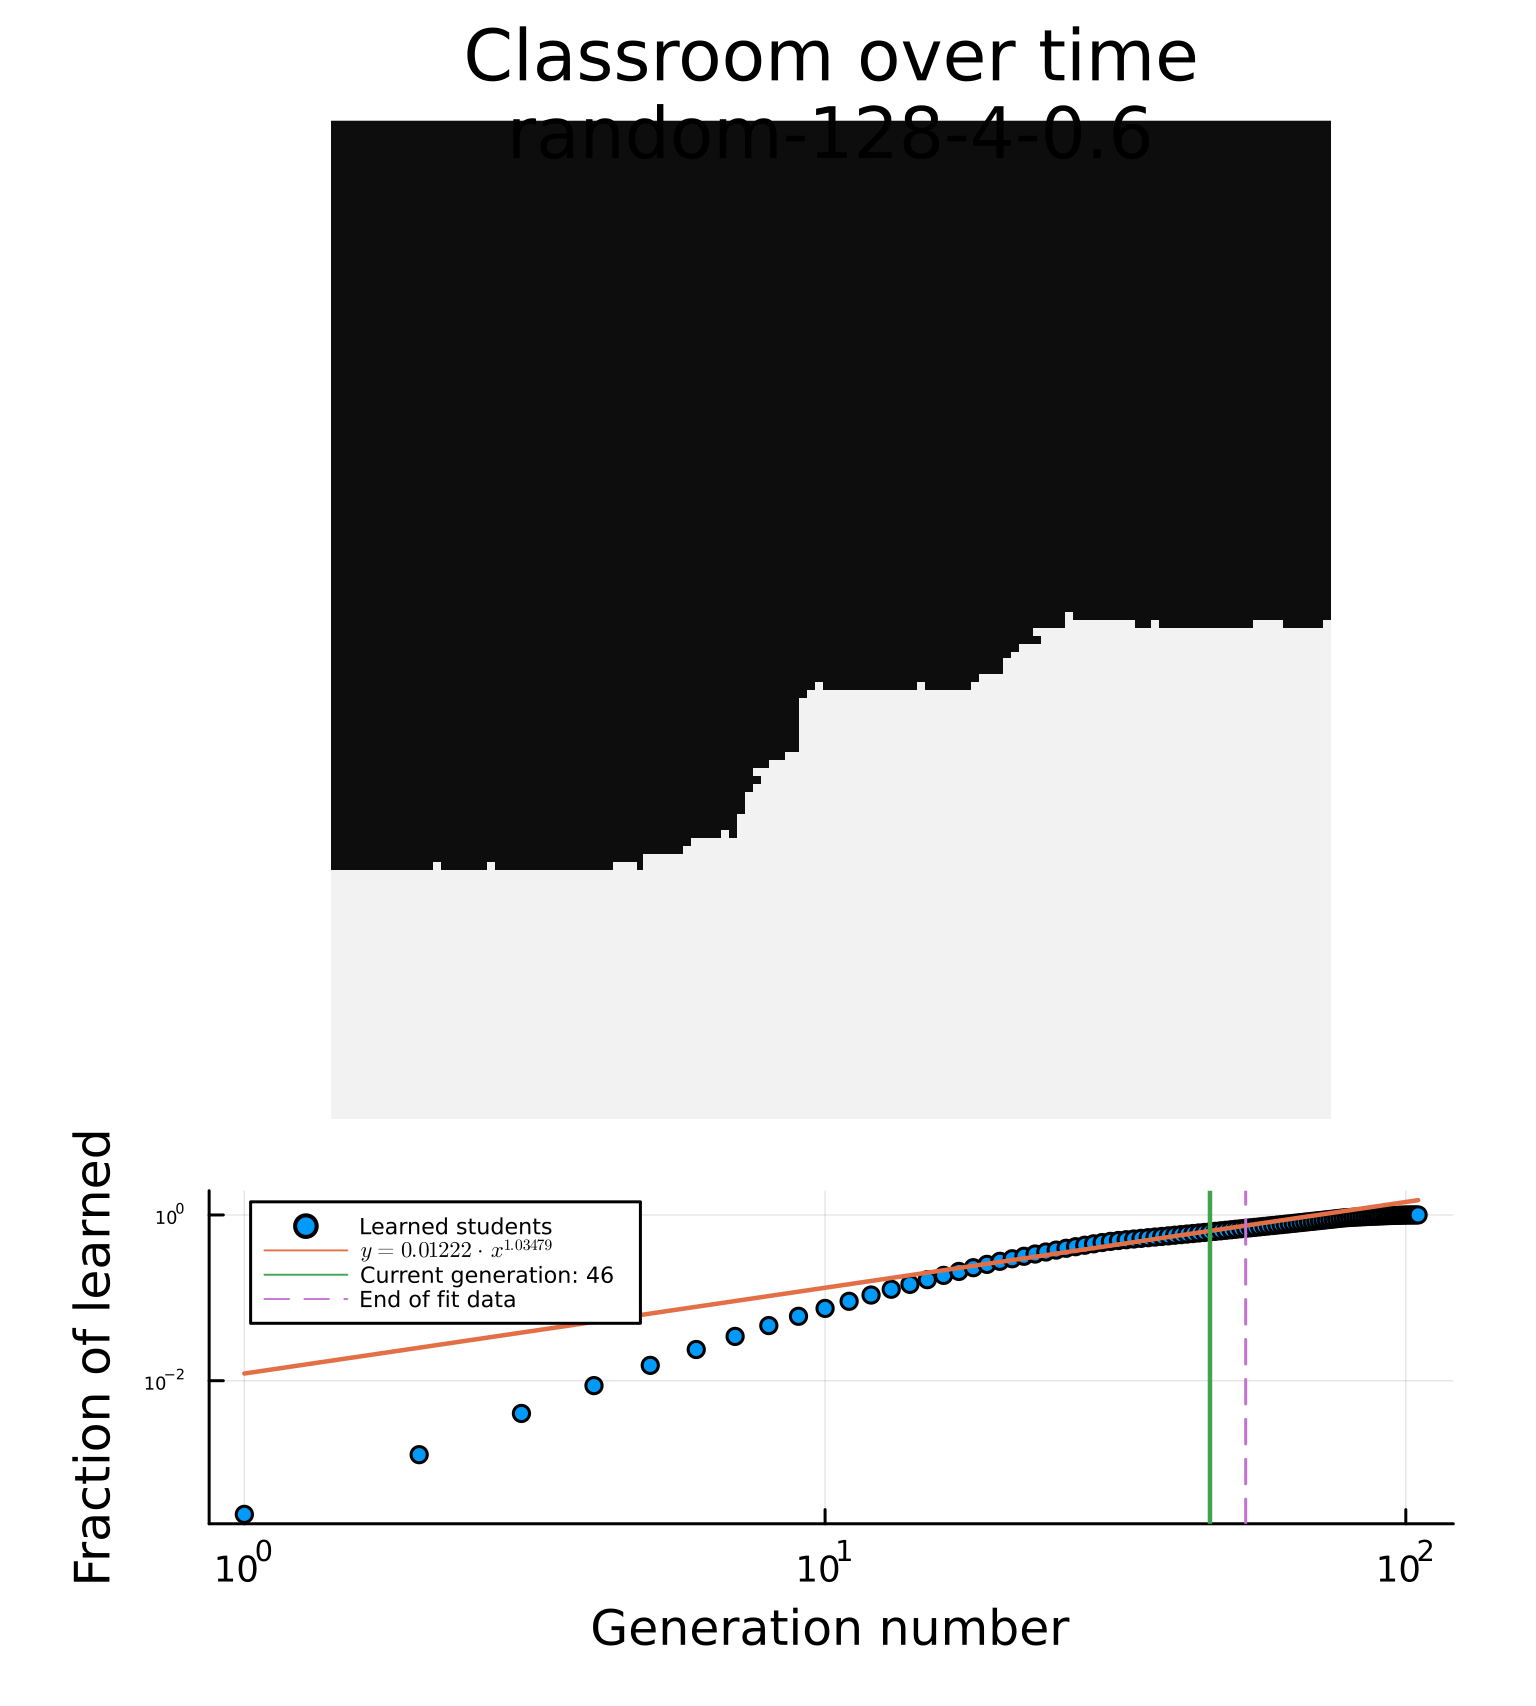 Classroom over time
random-128-4-0.6
Fraction of learned
10⁰
10⁻²
Learned students
y = 0.01222 · x^1.03479
Current generation: 46
End of fit data
10⁰ 10¹ 10²
Generation number